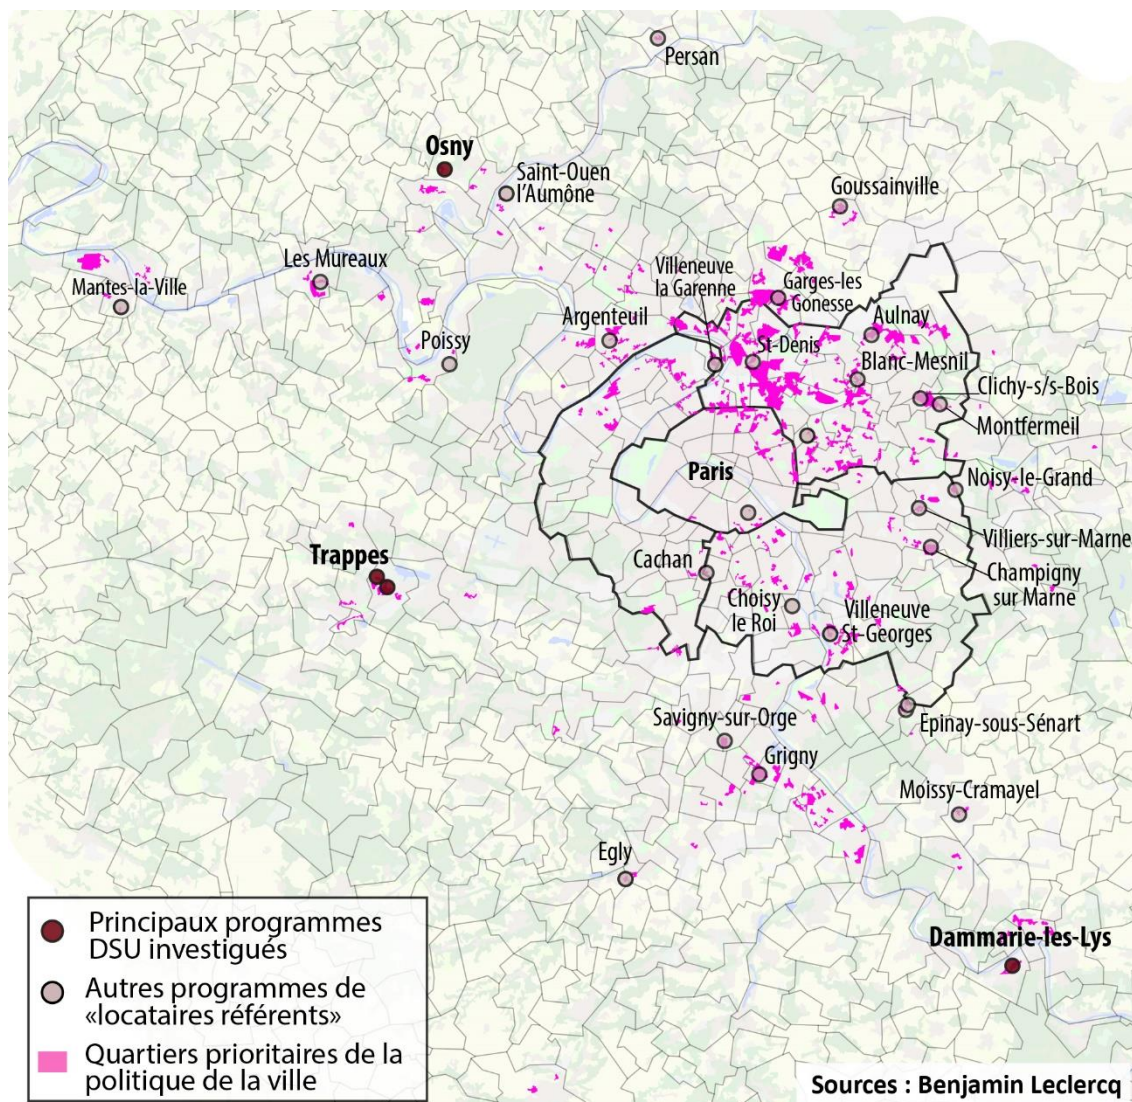 Persan
Osny
Saint-Ouen
l'Aumône
Goussainville
Les Mureaux
Mantes-la-Ville
Villeneuve
la Garenne
Garges-les
Gonesse
Argenteuil
Aulnay
Poissy
St-Denis
Blanc-Mesnil
Clichy-s/s-Bois
Montfermeil
Paris
Noisy-le-Grand
Villiers-sur-Marne
Trappes
Cachan
Champigny
sur Marne
Choisy
le Roi
Villeneuve
St-Georges
Savigny-sur-Orge
Epinay-sous-Sénart
Grigny
Moissy-Cramayel
Egly
Dammarie-les-Lys
Principaux programmes
DSU investigués
Autres programmes de
«locataires référents»
Quartiers prioritaires de la
politique de la ville
Sources : Benjamin Leclercq